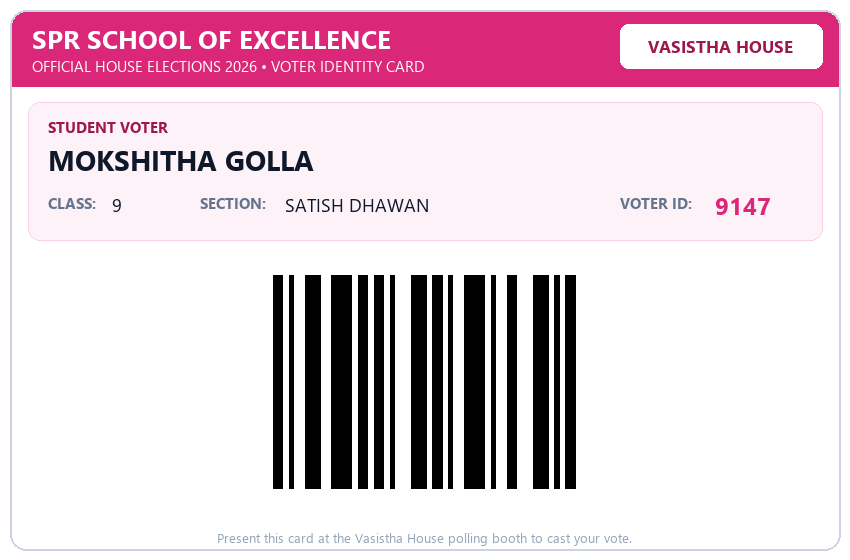 SPR SCHOOL OF EXCELLENCE
OFFICIAL HOUSE ELECTIONS 2026 • VOTER IDENTITY CARD
VASISTHA HOUSE
STUDENT VOTER
MOKSHITHA GOLLA
CLASS: 9 SECTION: SATISH DHAWAN VOTER ID: 9147
Present this card at the Vasistha House polling booth to cast your vote.